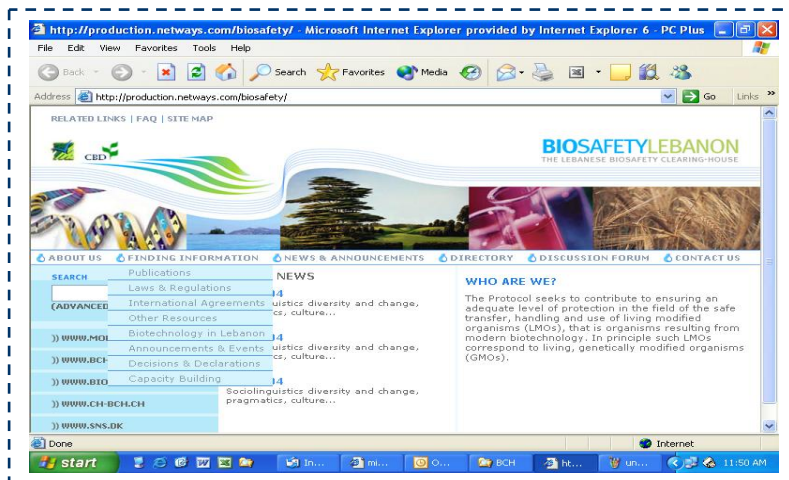 http://production.netways.com/biosafety/ - Microsoft Internet Explorer provided by Internet Explorer 6 - PC Plus
File Edit View Favorites Tools Help
Back Search Favorites Media
Address http://production.netways.com/biosafety/ Go Links »
RELATED LINKS | FAQ | SITE MAP
CBD
BIOSAFETYLEBANON
THE LEBANESE BIOSAFETY CLEARING-HOUSE
ABOUT US FINDING INFORMATION NEWS & ANNOUNCEMENTS DIRECTORY DISCUSSION FORUM CONTACT US
SEARCH
(ADVANCED
)) WWW.MO
)) WWW.BCH
)) WWW.BIO
)) WWW.CH-BCH.CH
)) WWW.SNS.DK
Publications
Laws & Regulations
International Agreements
Other Resources
Biotechnology in Lebanon
Announcements & Events
Decisions & Declarations
Capacity Building
NEWS
04
uistics diversity and change,
cs, culture...
04
uistics diversity and change,
cs, culture...
04
Sociolinguistics diversity and change,
pragmatics, culture...
WHO ARE WE?
The Protocol seeks to contribute to ensuring an
adequate level of protection in the field of the safe
transfer, handling and use of living modified
organisms (LMOs), that is organisms resulting from
modern biotechnology. In principle such LMOs
correspond to living, genetically modified organisms
(GMOs).
Done Internet
start In... mi... O... BCH ht... un... 11:50 AM